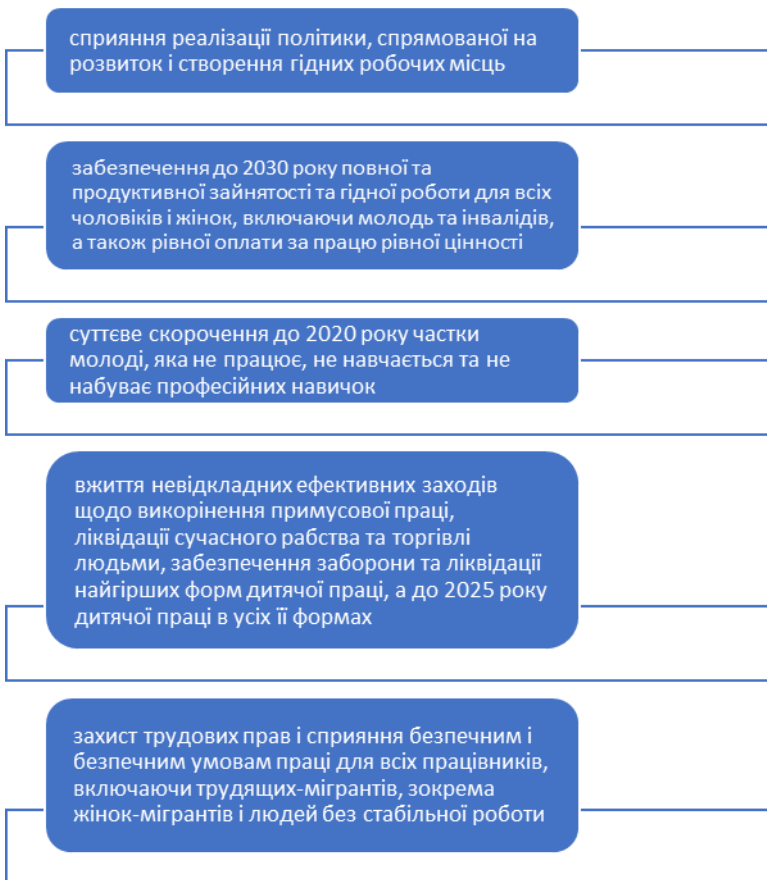 сприяння реалізації політики, спрямованої на
розвиток і створення гідних робочих місць
забезпечення до 2030 року повної та
продуктивної зайнятості та гідної роботи для всіх
чоловіків і жінок, включаючи молодь та інвалідів,
а також рівної оплати за працю рівної цінності
суттєве скорочення до 2020 року частки
молоді, яка не працює, не навчається та не
набуває професійних навичок
вжиття невідкладних ефективних заходів
щодо викорінення примусової праці,
ліквідації сучасного рабства та торгівлі
людьми, забезпечення заборони та ліквідації
найгірших форм дитячої праці, а до 2025 року
дитячої праці в усіх її формах
захист трудових прав і сприяння безпечним і
безпечним умовам праці для всіх працівників,
включаючи трудящих-мігрантів, зокрема
жінок-мігрантів і людей без стабільної роботи